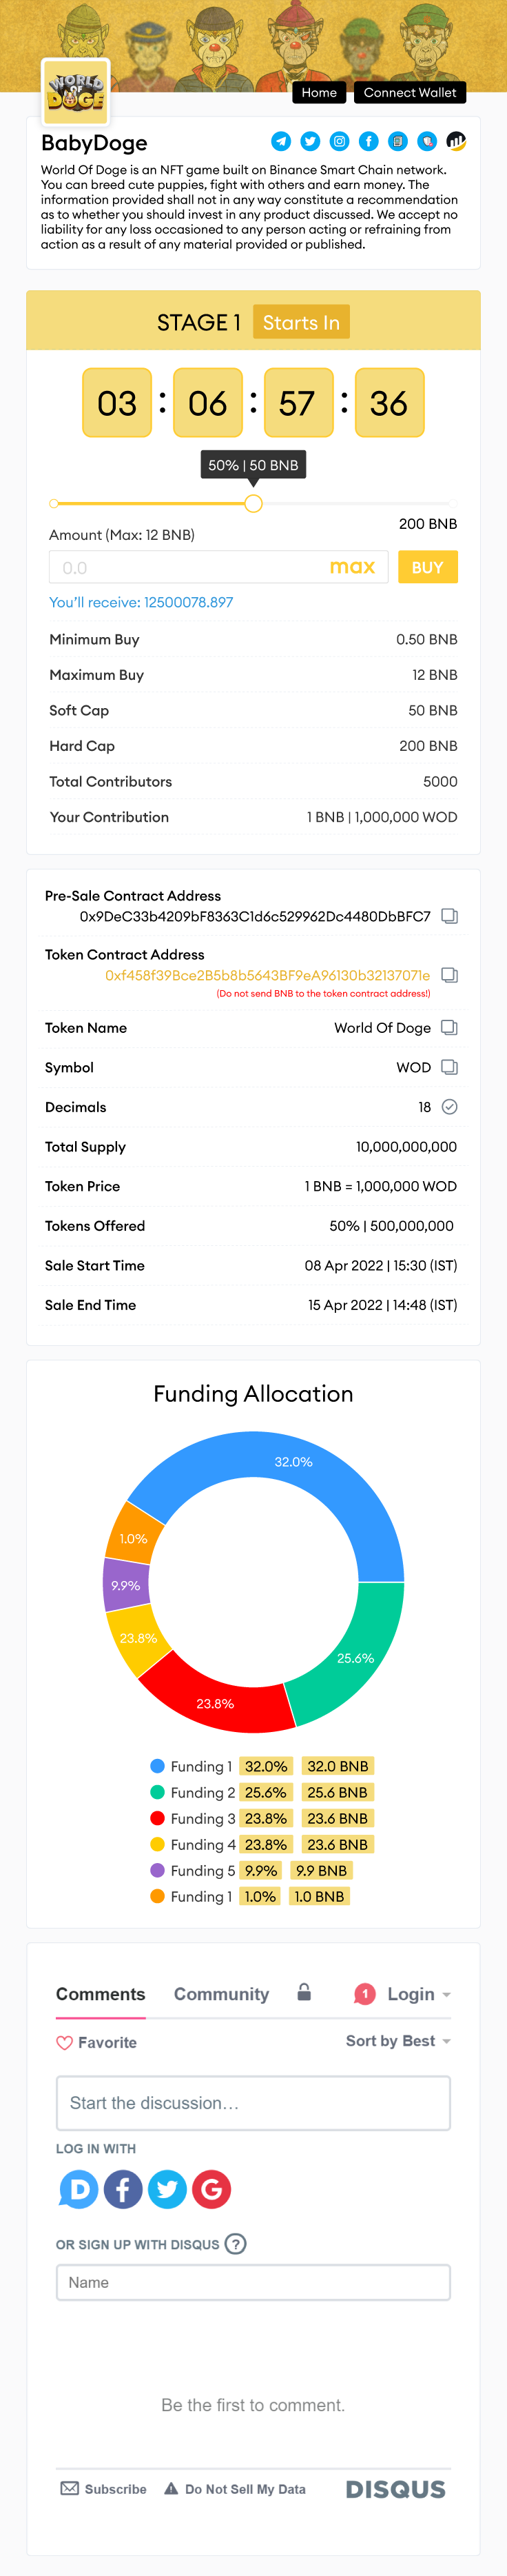 WORLD
OF
DOGE
Home
Connect Wallet
BabyDoge
World Of Doge is an NFT game built on Binance Smart Chain network.
You can breed cute puppies, fight with others and earn money. The
information provided shall not in any way constitute a recommendation
as to whether you should invest in any product discussed. We accept no
liability for any loss occasioned to any person acting or refraining from
action as a result of any material provided or published.
STAGE 1 Starts In
03 : 06 : 57 : 36
50% | 50 BNB
200 BNB
Amount (Max: 12 BNB)
0.0 max BUY
You'll receive: 12500078.897
Minimum Buy 0.50 BNB
Maximum Buy 12 BNB
Soft Cap 50 BNB
Hard Cap 200 BNB
Total Contributors 5000
Your Contribution 1 BNB | 1,000,000 WOD
Pre-Sale Contract Address
0x9DeC33b4209bF8363C1d6c529962Dc4480DbBFC7
Token Contract Address
0xf458f39Bce2B5b8b5643BF9eA96130b32137071e
(Do not send BNB to the token contract address!)
Token Name World Of Doge
Symbol WOD
Decimals 18
Total Supply 10,000,000,000
Token Price 1 BNB = 1,000,000 WOD
Tokens Offered 50% | 500,000,000
Sale Start Time 08 Apr 2022 | 15:30 (IST)
Sale End Time 15 Apr 2022 | 14:48 (IST)
Funding Allocation
32.0%
1.0%
9.9%
23.8%
25.6%
23.8%
Funding 1 32.0% 32.0 BNB
Funding 2 25.6% 25.6 BNB
Funding 3 23.8% 23.6 BNB
Funding 4 23.8% 23.6 BNB
Funding 5 9.9% 9.9 BNB
Funding 1 1.0% 1.0 BNB
Comments Community 1 Login
Favorite Sort by Best
Start the discussion...
LOG IN WITH
D f G
OR SIGN UP WITH DISQUS ?
Name
Be the first to comment.
Subscribe Do Not Sell My Data DISQUS